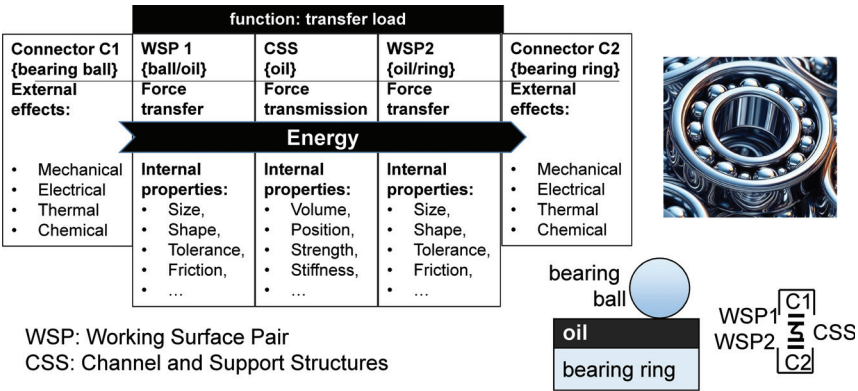 function: transfer load
Connector C1
{bearing ball}
External
effects:
• Mechanical
• Electrical
• Thermal
• Chemical
WSP 1
{ball/oil}
Force
transfer
CSS
{oil}
Force
transmission
WSP2
{oil/ring}
Force
transfer
Connector C2
{bearing ring}
External
effects:
• Mechanical
• Electrical
• Thermal
• Chemical
Energy
Internal
properties:
• Size,
• Shape,
• Tolerance,
• Friction,
• …
Internal
properties:
• Volume,
• Position,
• Strength,
• Stiffness,
• …
Internal
properties:
• Size,
• Shape,
• Tolerance,
• Friction,
• …
WSP: Working Surface Pair
CSS: Channel and Support Structures
bearing
ball
oil
bearing ring
C1
WSP1
WSP2
CSS
C2